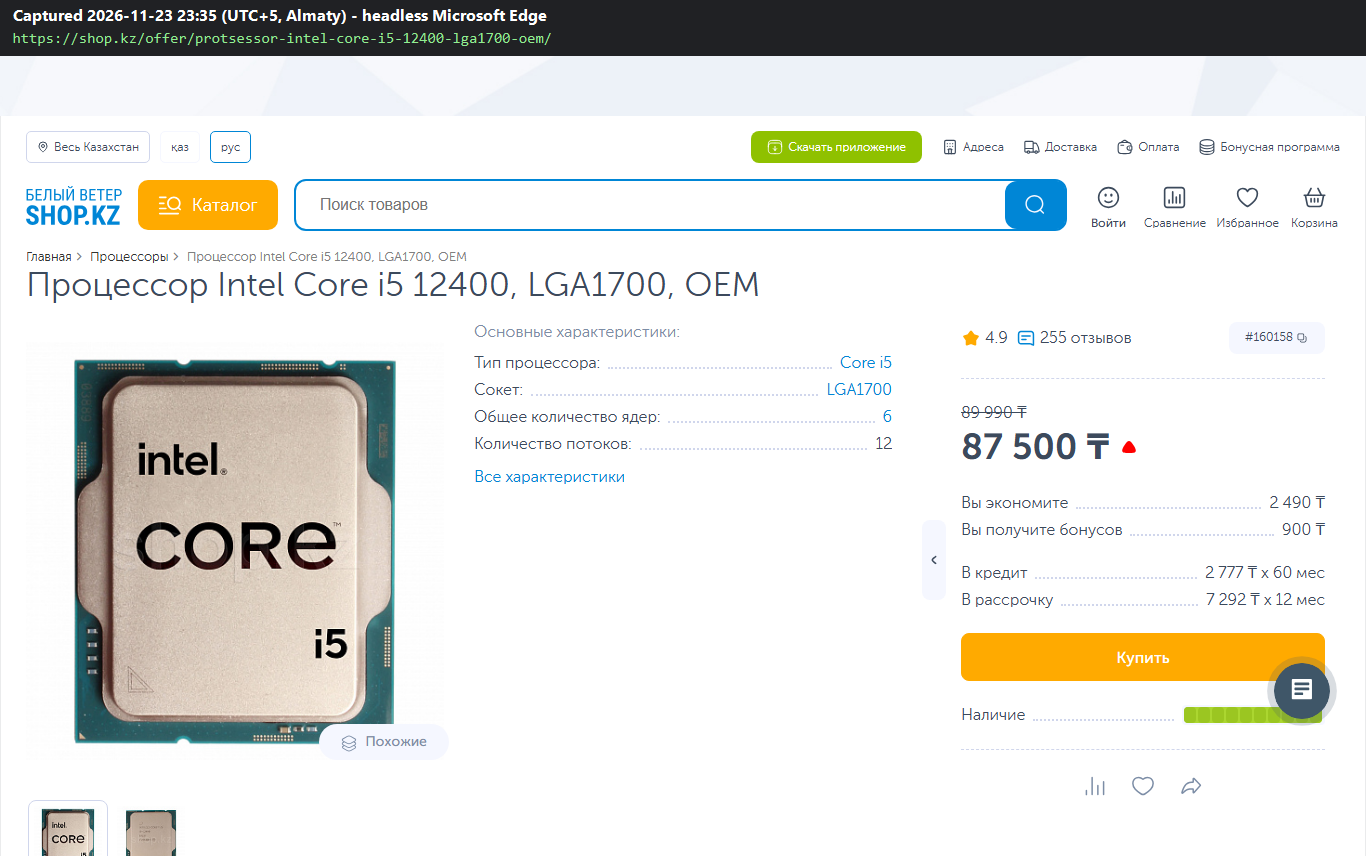 Captured 2026-11-23 23:35 (UTC+5, Almaty) - headless Microsoft Edge
https://shop.kz/offer/protsessor-intel-core-i5-12400-lga1700-oem/
Весь Казахстан
қаз
рус
Скачать приложение
Адреса
Доставка
Оплата
Бонусная программа
БЕЛЫЙ ВЕТЕР
SHOP.KZ
Каталог
Поиск товаров
Войти
Сравнение
Избранное
Корзина
Главная > Процессоры > Процессор Intel Core i5 12400, LGA1700, OEM
Процессор Intel Core i5 12400, LGA1700, OEM
intel.
CORE™
i5
Похожие
intel.
CORE
i5
Основные характеристики:
Тип процессора: Core i5
Сокет: LGA1700
Общее количество ядер: 6
Количество потоков: 12
Все характеристики
4.9 255 отзывов
#160158
89 990 ₸
87 500 ₸
Вы экономите 2 490 ₸
Вы получите бонусов 900 ₸
В кредит 2 777 ₸ x 60 мес
В рассрочку 7 292 ₸ x 12 мес
Купить
Наличие